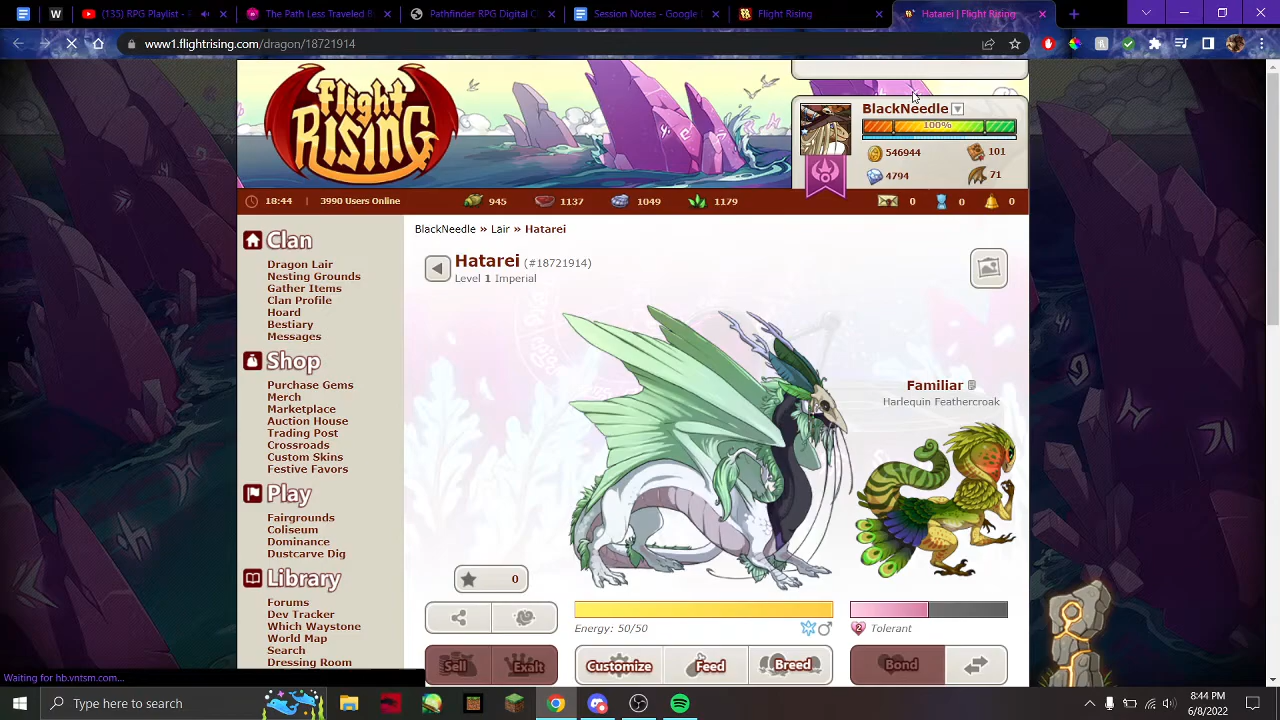 (135) RPG Playlist -
The Path Less Traveled B
Pathfinder RPG Digital C
Session Notes - Google
Flight Rising
Hatarei | Flight Rising
www1.flightrising.com/dragon/18721914
flight
RISING
BlackNeedle
100%
546944
101
4794
71
18:44 | 3990 Users Online
945
1137
1049
1179
0
0
0
Clan
Dragon Lair
Nesting Grounds
Gather Items
Clan Profile
Hoard
Bestiary
Messages
Shop
Purchase Gems
Merch
Marketplace
Auction House
Trading Post
Crossroads
Custom Skins
Festive Favors
Play
Fairgrounds
Coliseum
Dominance
Dustcarve Dig
Library
Forums
Dev Tracker
Which Waystone
World Map
Search
Dressing Room
BlackNeedle » Lair » Hatarei
Hatarei (#18721914)
Level 1 Imperial
Familiar
Harlequin Feathercroak
0
Energy: 50/50
2 Tolerant
Sell
Exalt
Customize
Feed
Breed
Bond
Waiting for hb.vntsm.com...
Type here to search
8:44 PM
6/8/2022